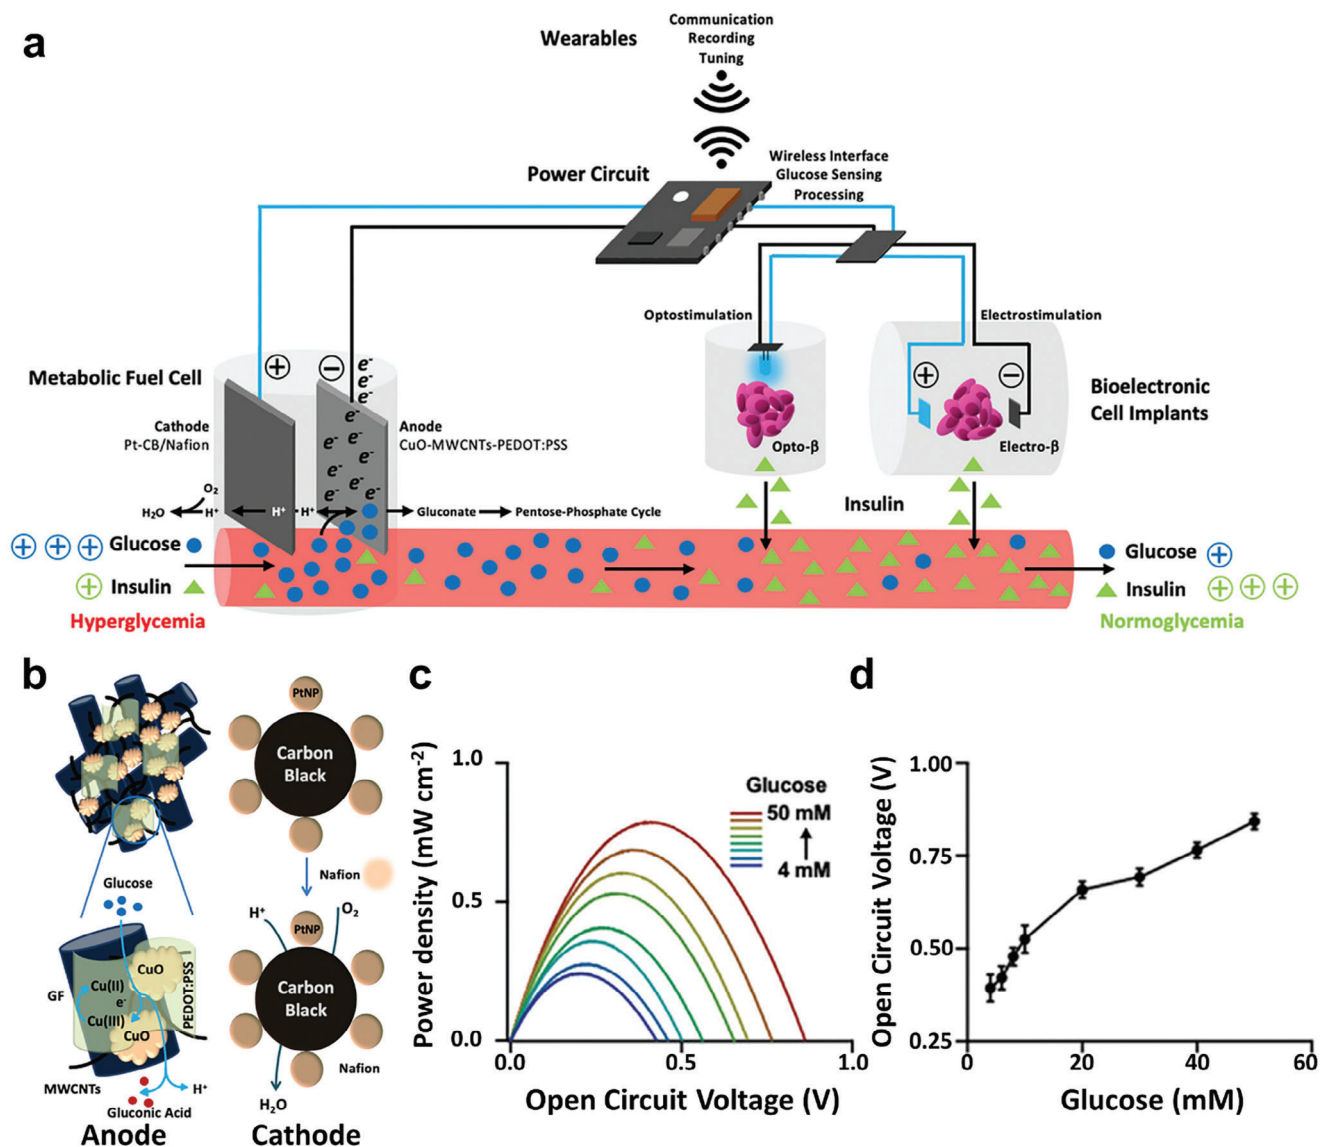 a
Wearables
Communication
Recording
Tuning
Power Circuit
Wireless Interface
Glucose Sensing
Processing
Optostimulation
Electrostimulation
Metabolic Fuel Cell
+
−
e-
e-
e-
Cathode
Pt-CB/Nafion
e-
e-
e-
e-
e-
e-
e-
Anode
CuO-MWCNTs-PEDOT:PSS
+
−
Bioelectronic
Cell Implants
Opto-β
Electro-β
O2
H2O
H+
H+
H+
Gluconate
Pentose-Phosphate Cycle
Insulin
+ + + Glucose
+ Insulin
Hyperglycemia
Glucose +
Insulin + + +
Normoglycemia
b
PtNP
Carbon
Black
Nafion
Glucose
H+
O2
PtNP
Carbon
Black
GF
CuO
Cu(II)
e-
Cu(III)
CuO
PEDOT:PSS
MWCNTs
H+
Gluconic Acid
Nafion
H2O
Anode
Cathode
c
Power density (mW cm-2)
1.0
0.5
0.0
Glucose
50 mM
4 mM
0.0
0.5
1.0
Open Circuit Voltage (V)
d
Open Circuit Voltage (V)
1.00
0.75
0.50
0.25
0
20
40
60
Glucose (mM)